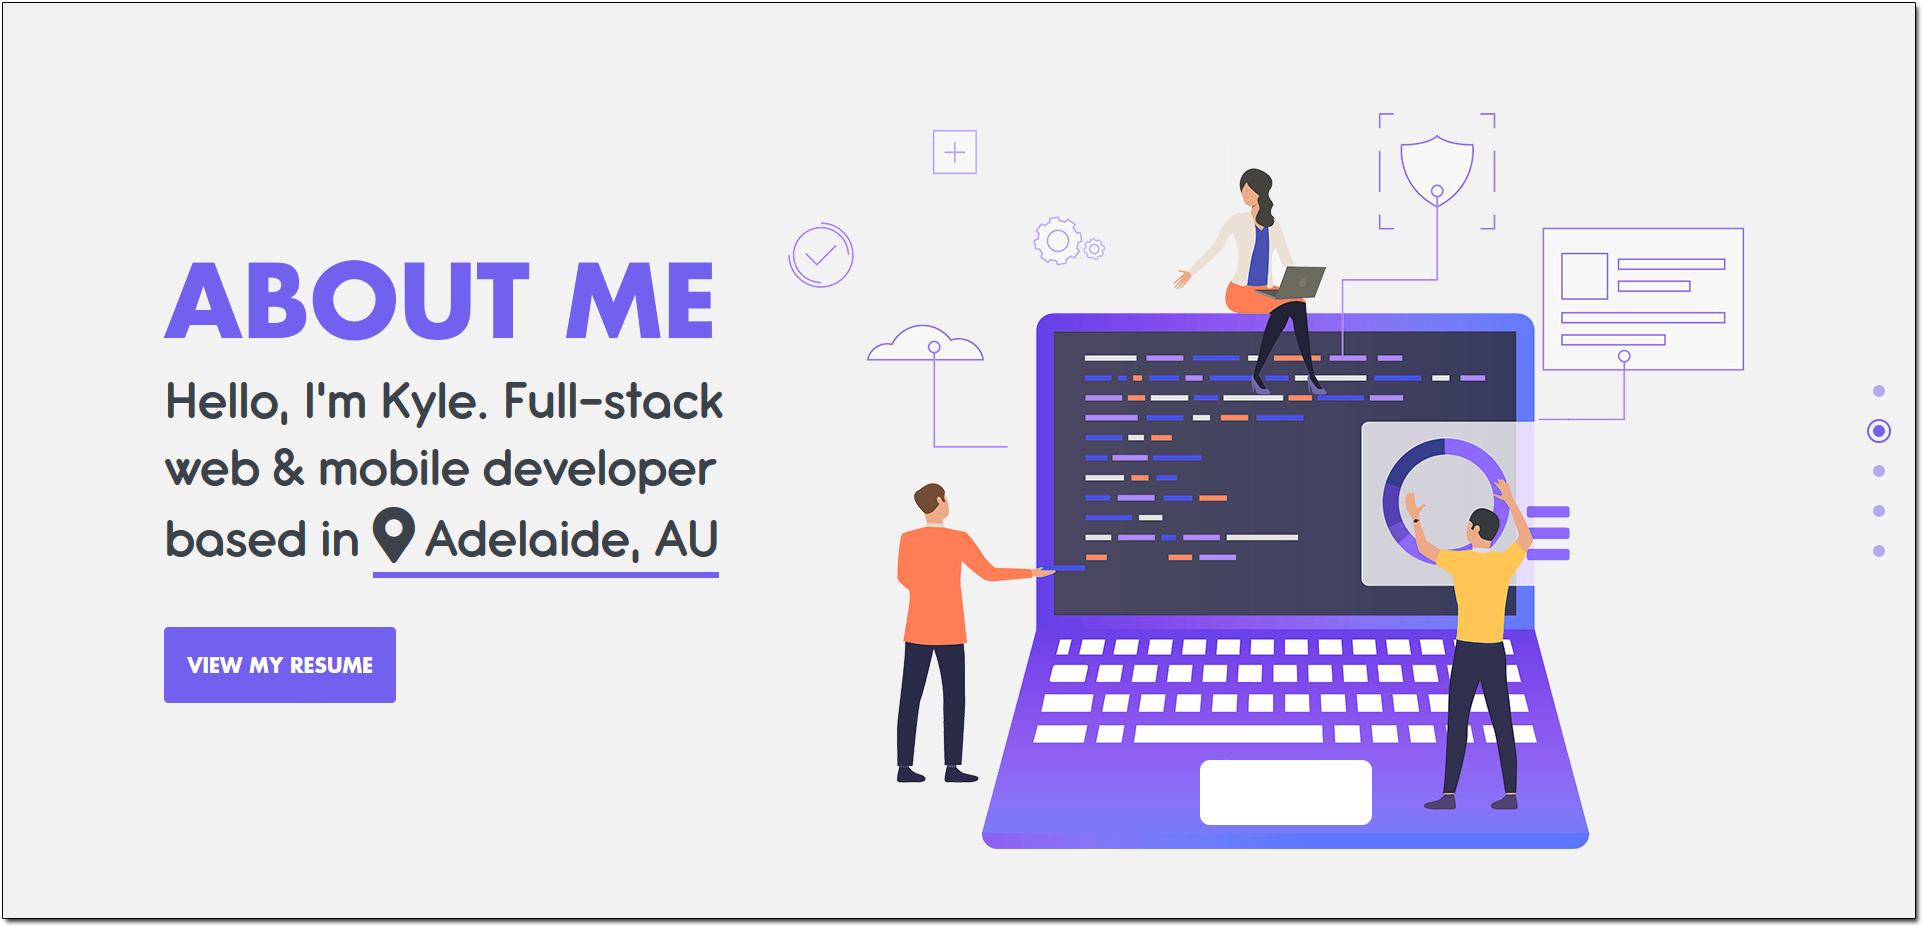 ABOUT ME
Hello, I'm Kyle. Full-stack
web & mobile developer
based in Adelaide, AU
VIEW MY RESUME